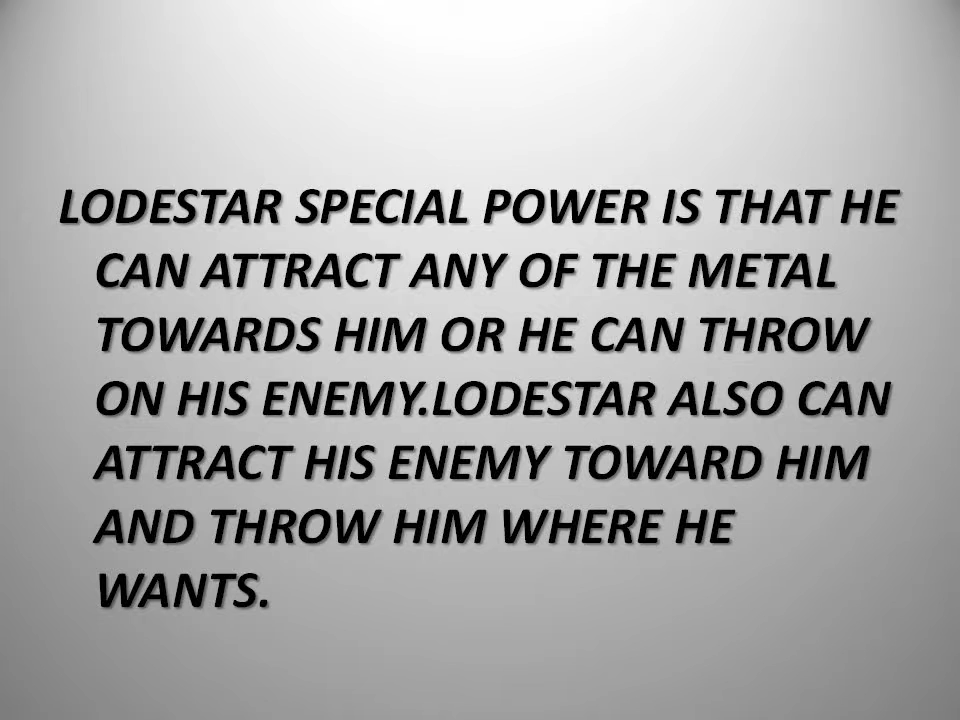 LODESTAR SPECIAL POWER IS THAT HE
CAN ATTRACT ANY OF THE METAL
TOWARDS HIM OR HE CAN THROW
ON HIS ENEMY.LODESTAR ALSO CAN
ATTRACT HIS ENEMY TOWARD HIM
AND THROW HIM WHERE HE
WANTS.